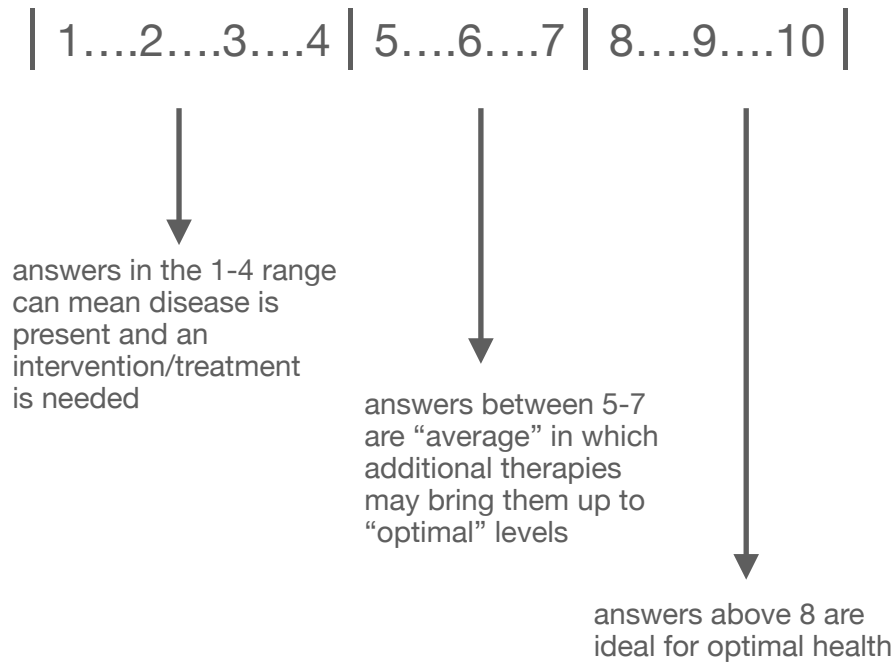 | 1....2....3....4 | 5....6....7 | 8....9....10 |
answers in the 1-4 range
can mean disease is
present and an
intervention/treatment
is needed
answers between 5-7
are “average” in which
additional therapies
may bring them up to
“optimal” levels
answers above 8 are
ideal for optimal health